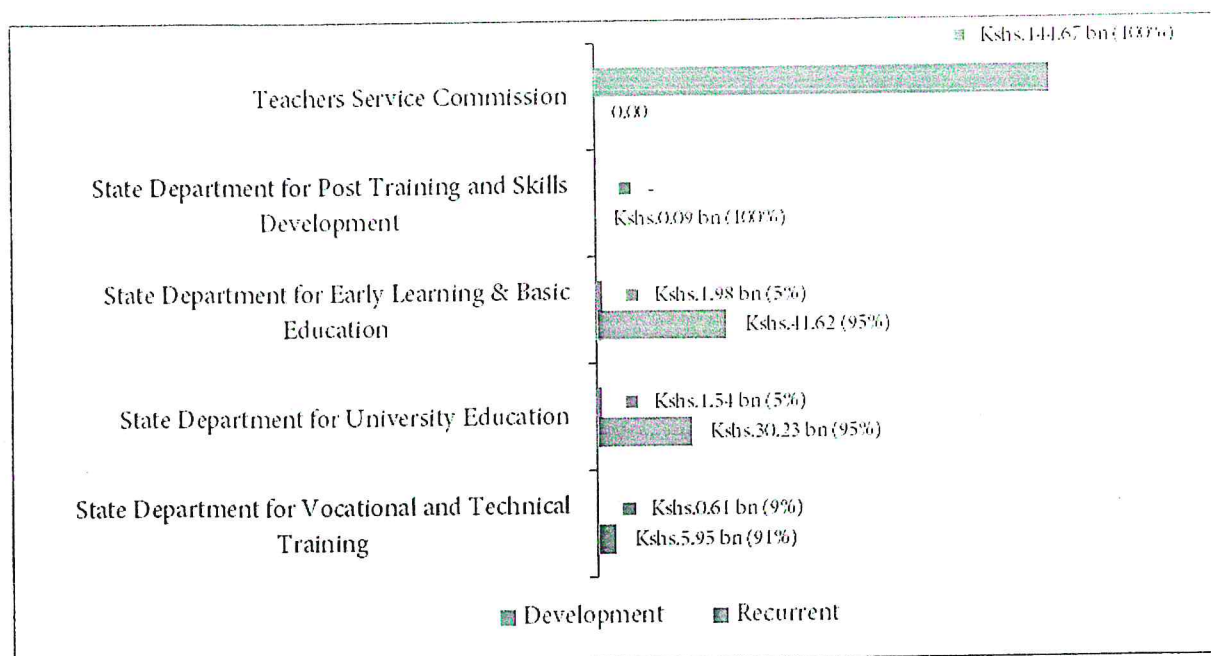 Kshs.144.67 bn (100%)
Teachers Service Commission
0.00
State Department for Post Training and Skills
Development
-
Kshs.0.09 bn (100%)
State Department for Early Learning & Basic
Education
Kshs.1.98 bn (5%)
Kshs.41.62 (95%)
State Department for University Education
Kshs.1.54 bn (5%)
Kshs.30.23 bn (95%)
State Department for Vocational and Technical
Training
Kshs.0.61 bn (9%)
Kshs.5.95 bn (91%)
Development
Recurrent